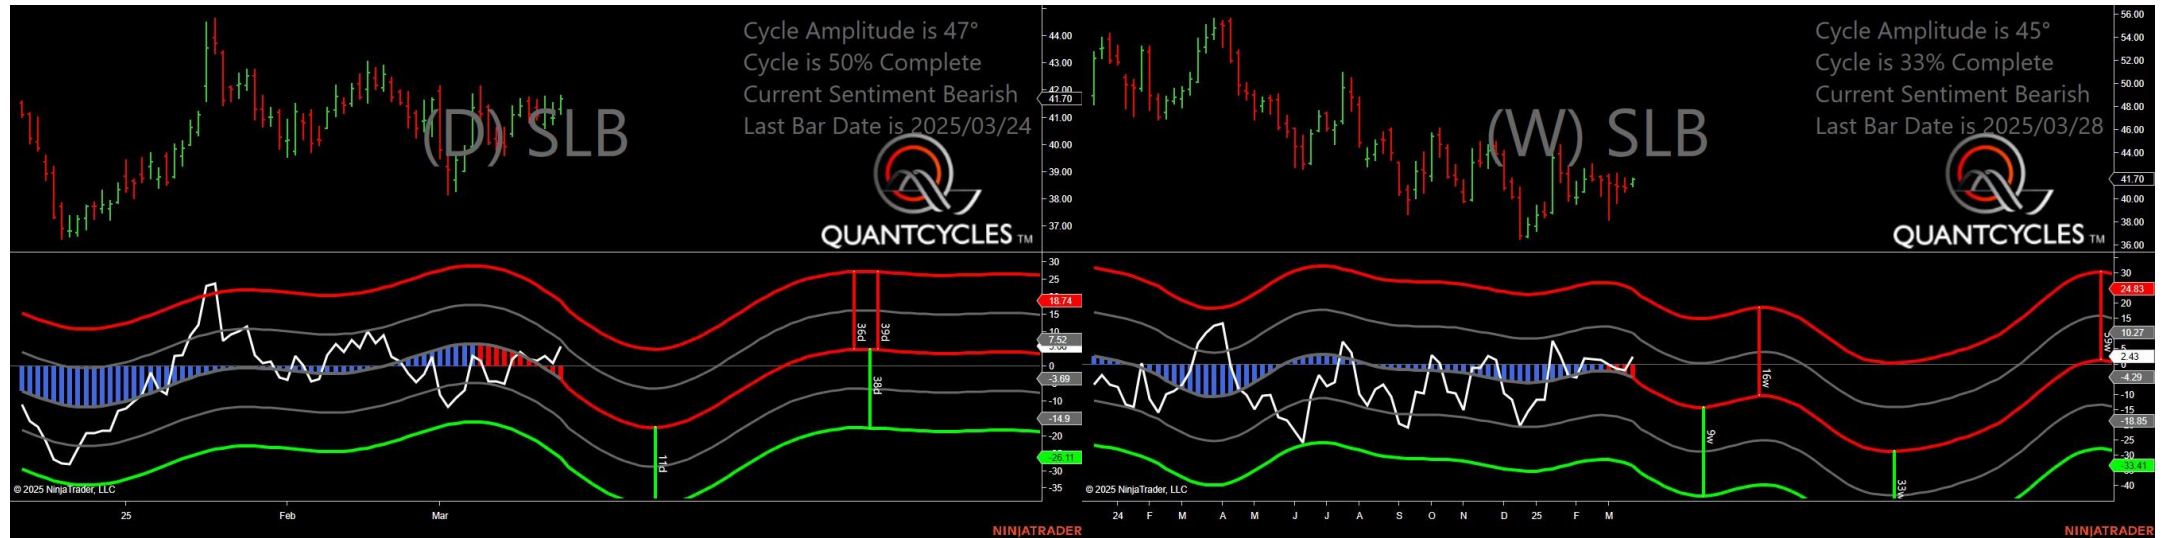 Cycle Amplitude is 47°
Cycle is 50% Complete
Current Sentiment Bearish
Last Bar Date is 2025/03/24
(D) SLB
QUANTCYCLES TM
44.00
43.00
42.00
41.70
41.00
40.00
39.00
38.00
37.00
30
25
18.74
15
10
7.52
0
-3.69
-10
-14.9
-20
-26.11
-30
-35
36d
39d
38d
11d
© 2025 NinjaTrader, LLC
25
Feb
Mar
NINJATRADER
Cycle Amplitude is 45°
Cycle is 33% Complete
Current Sentiment Bearish
Last Bar Date is 2025/03/28
(W) SLB
QUANTCYCLES TM
56.00
54.00
52.00
50.00
48.00
46.00
44.00
41.70
40.00
38.00
36.00
30
24.83
20
15
10.27
5
2.43
0
-4.29
-10
-15
-18.85
-25
-30
-33.41
-40
16w
59w
9w
33w
© 2025 NinjaTrader, LLC
24
F
M
A
M
J
J
A
S
O
N
D
25
F
M
NINJATRADER